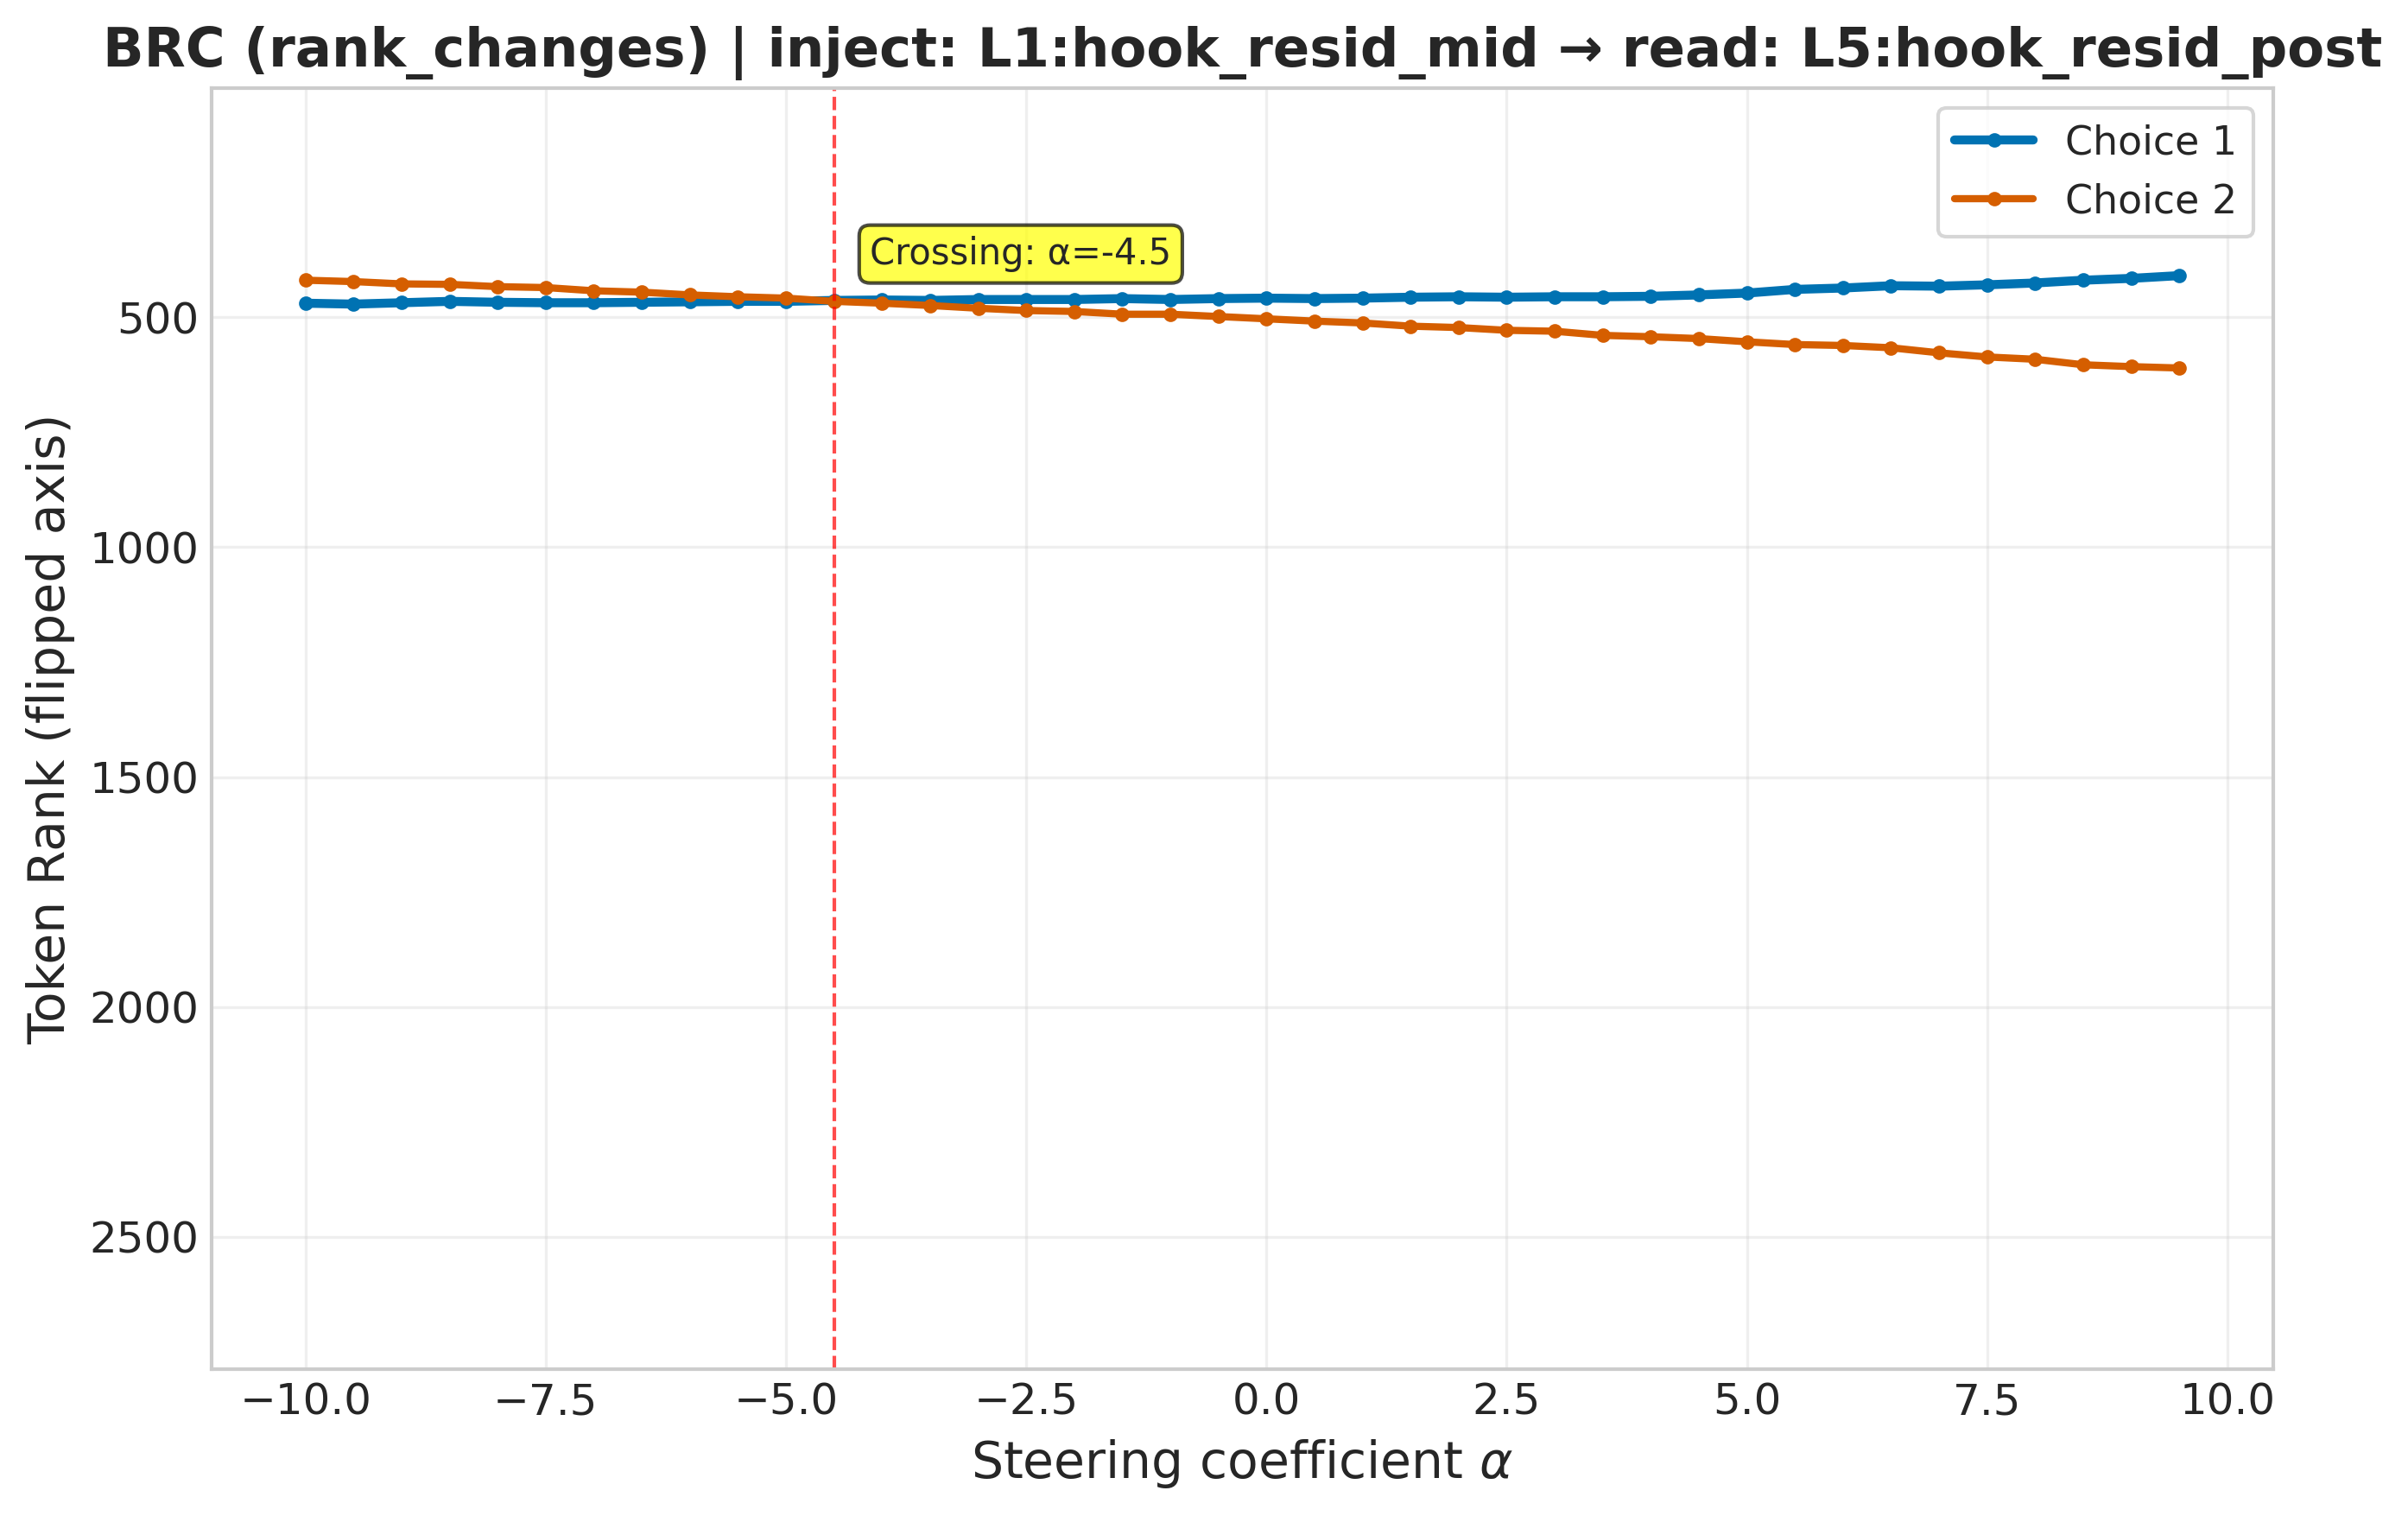 BRC (rank_changes) | inject: L1:hook_resid_mid → read: L5:hook_resid_post
Choice 1
Choice 2
Crossing: α=-4.5
Token Rank (flipped axis)
500
1000
1500
2000
2500
−10.0 −7.5 −5.0 −2.5 0.0 2.5 5.0 7.5 10.0
Steering coefficient α